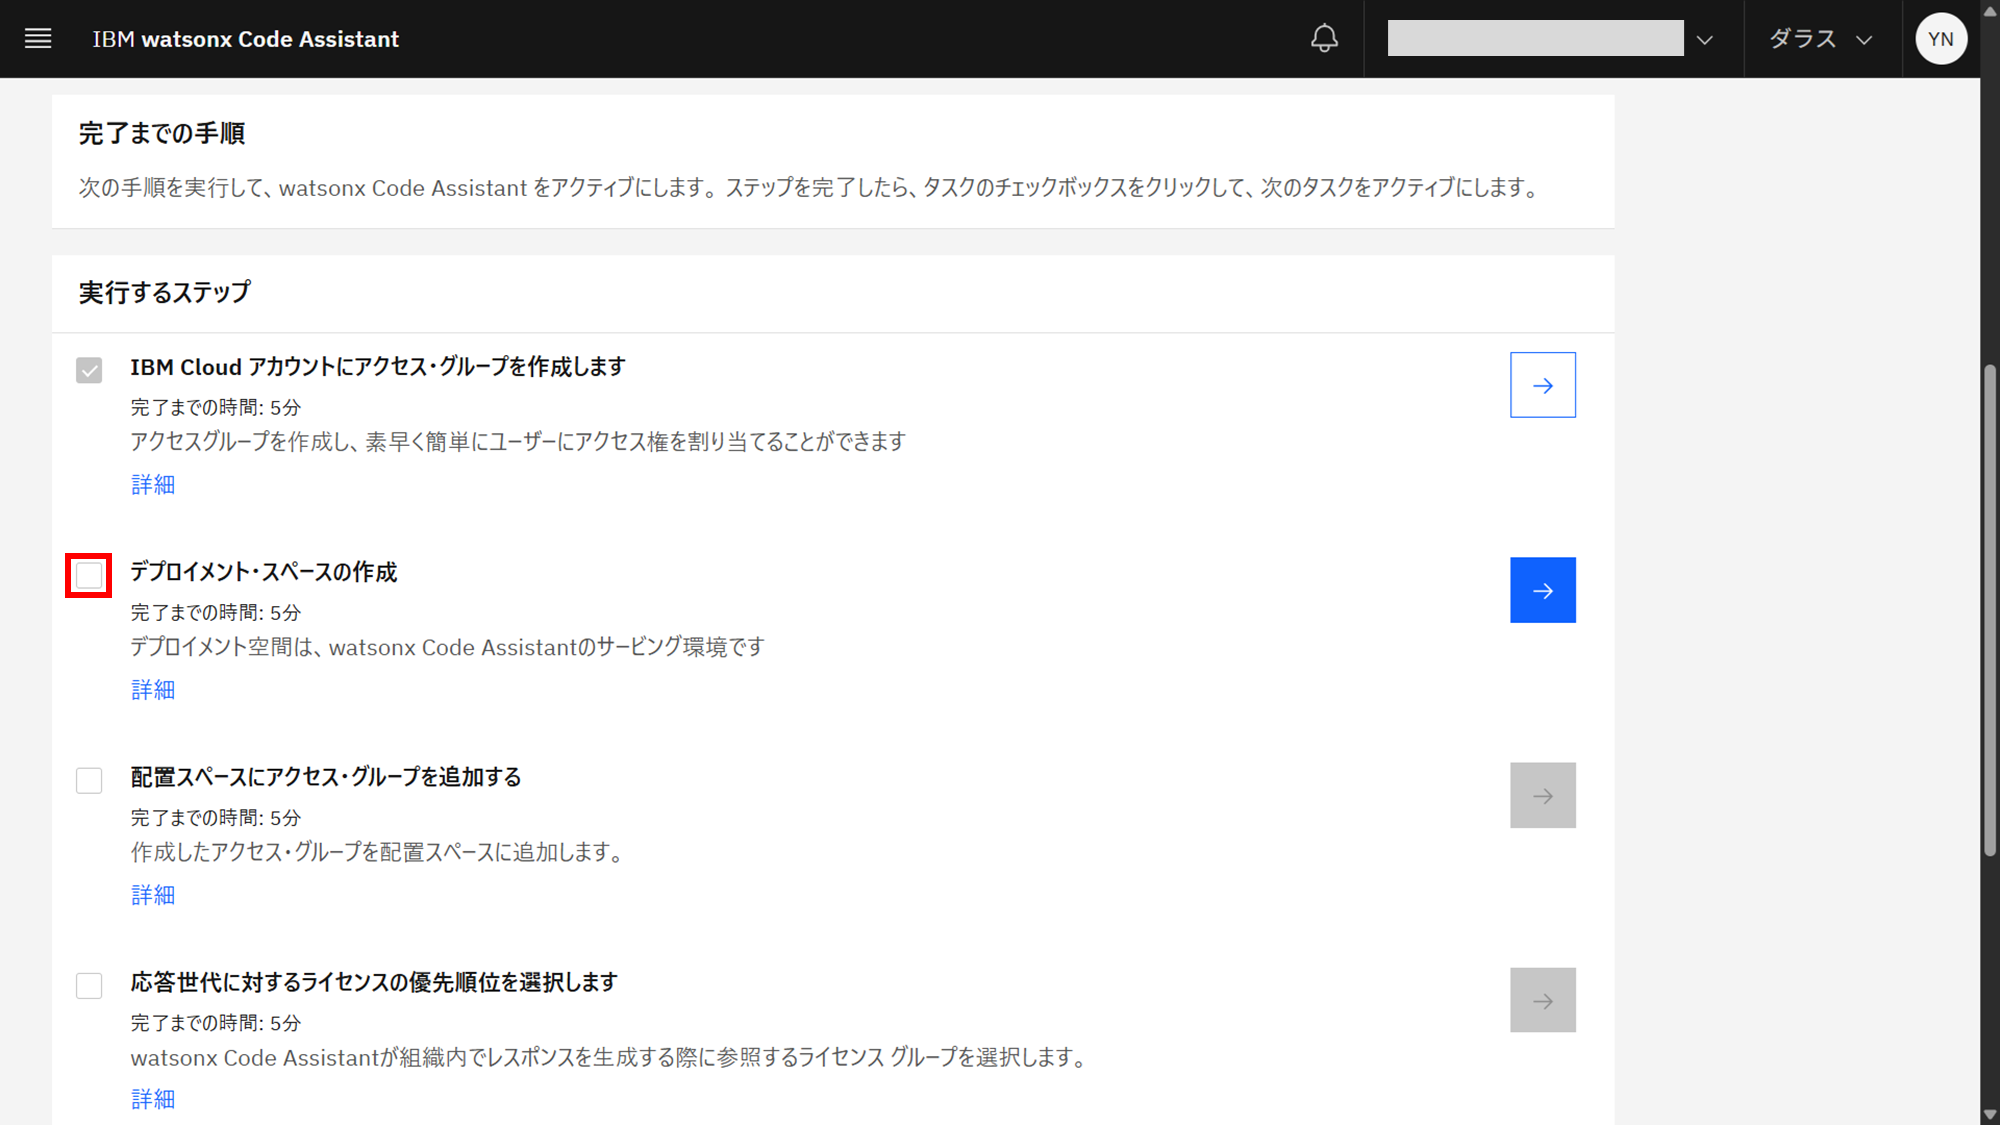 IBM watsonx Code Assistant
ダラス
YN
完了までの手順
次の手順を実行して、watsonx Code Assistant をアクティブにします。ステップを完了したら、タスクのチェックボックスをクリックして、次のタスクをアクティブにします。
実行するステップ
IBM Cloud アカウントにアクセス・グループを作成します
完了までの時間: 5分
アクセスグループを作成し、素早く簡単にユーザーにアクセス権を割り当てることができます
詳細
デプロイメント・スペースの作成
完了までの時間: 5分
デプロイメント空間は、watsonx Code Assistantのサービング環境です
詳細
配置スペースにアクセス・グループを追加する
完了までの時間: 5分
作成したアクセス・グループを配置スペースに追加します。
詳細
応答世代に対するライセンスの優先順位を選択します
完了までの時間: 5分
watsonx Code Assistantが組織内でレスポンスを生成する際に参照するライセンス グループを選択します。
詳細